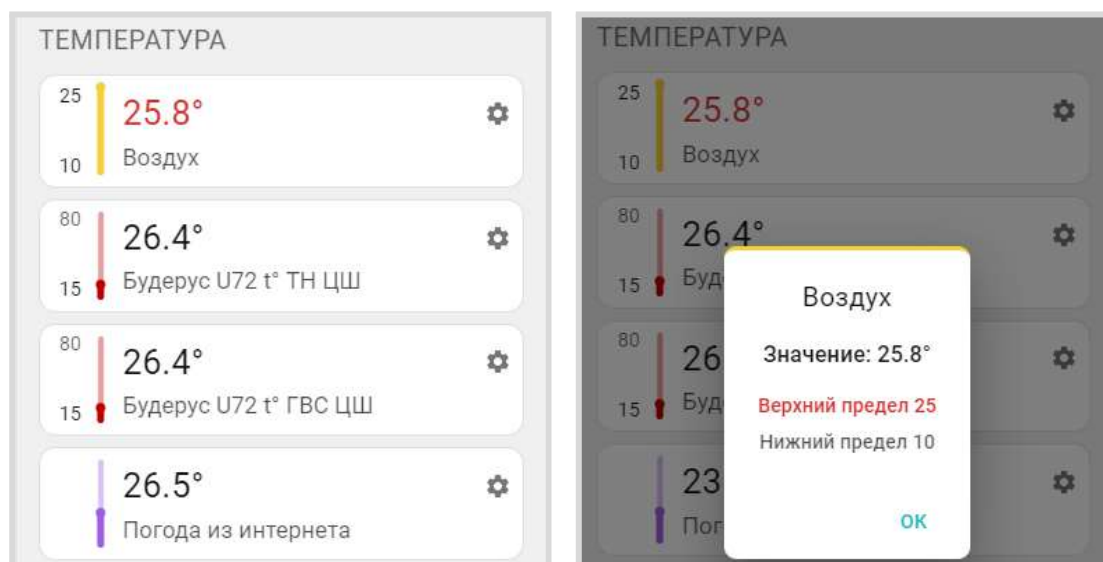 ТЕМПЕРАТУРА
25
25.8°
10
Воздух
80
26.4°
15
Будерус U72 t° ТН ЦШ
80
26.4°
15
Будерус U72 t° ГВС ЦШ
26.5°
Погода из интернета
ТЕМПЕРАТУРА
25
25.8°
10
Воздух
80
26.4°
15
Буд
80
26
15
Буд
23
Пог
Воздух
Значение: 25.8°
Верхний предел 25
Нижний предел 10
ОК